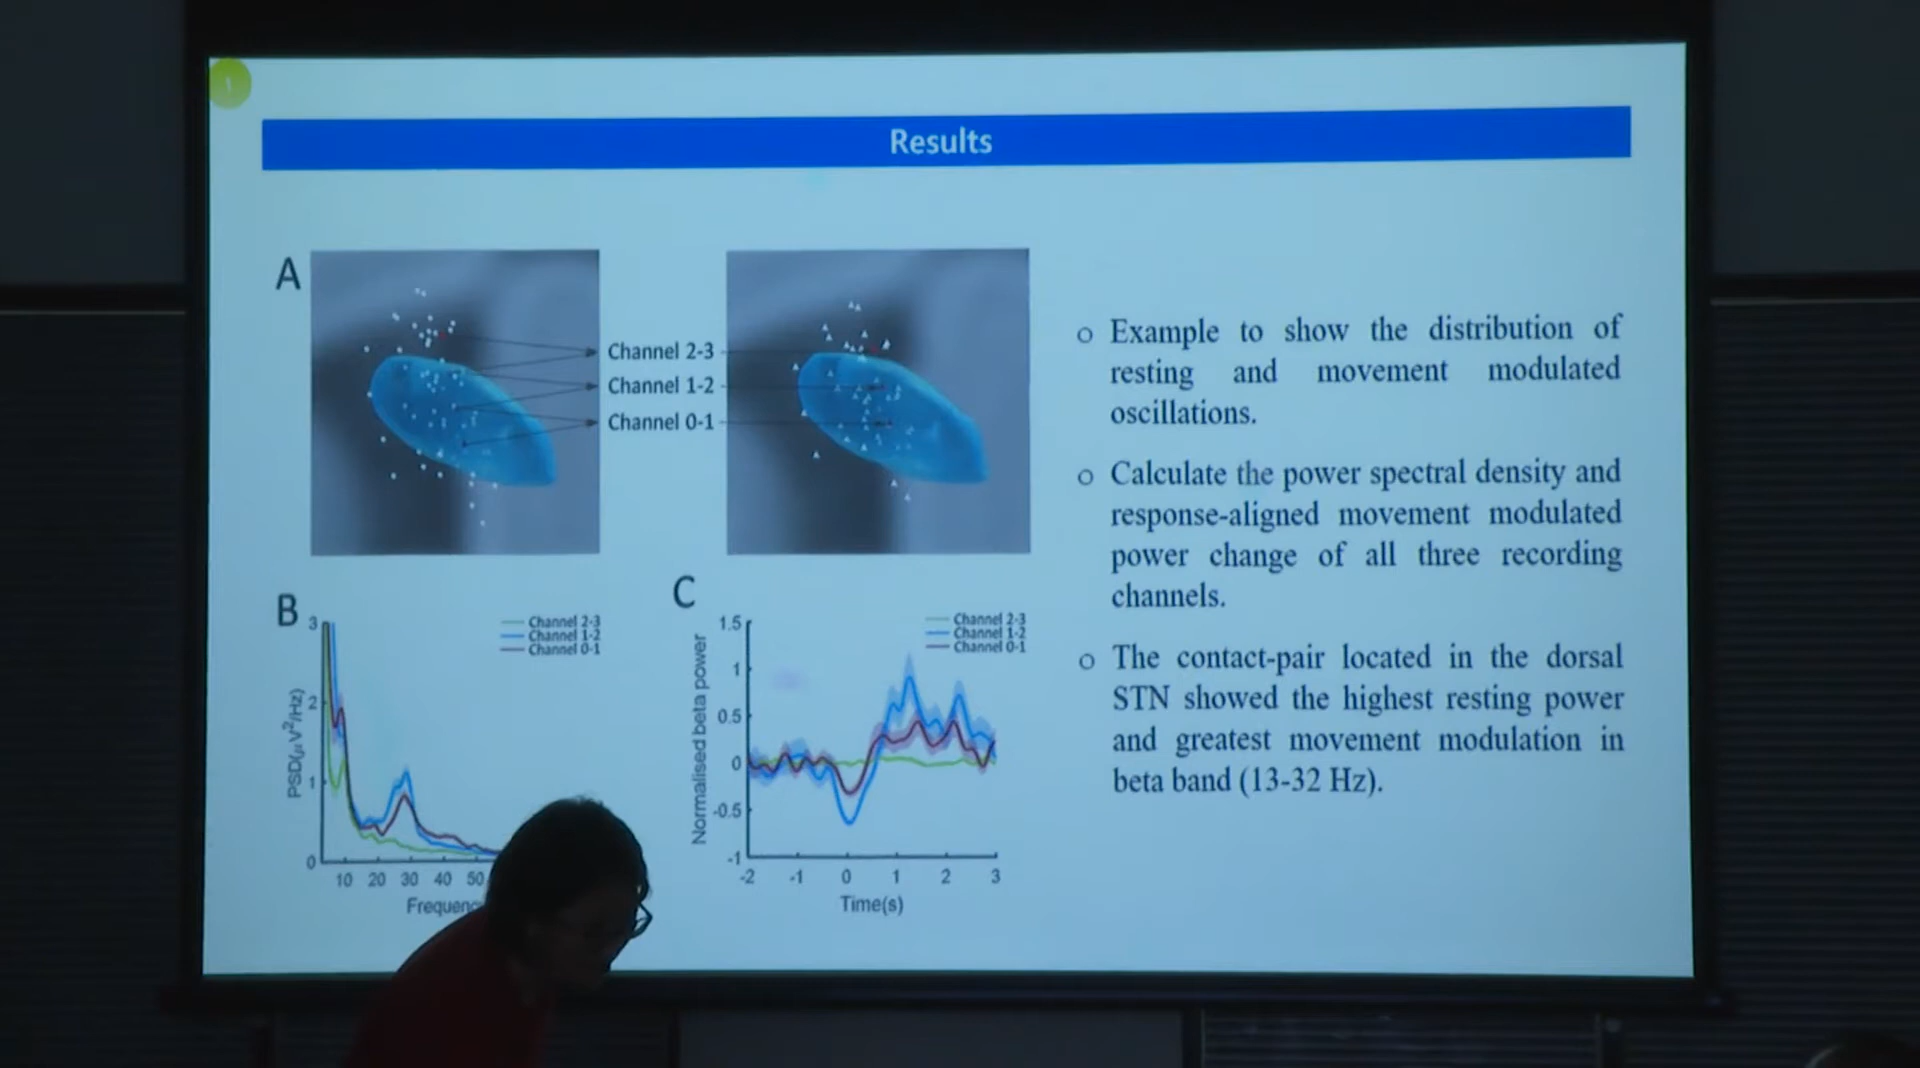 Results
A
Channel 2-3
Channel 1-2
Channel 0-1
B
3
2
1
0
PSD(μV²/Hz)
Channel 2-3
Channel 1-2
Channel 0-1
10 20 30 40 50
C
1.5
1
0.5
0
-0.5
-1
Normalised beta power
Channel 2-3
Channel 1-2
Channel 0-1
-2 -1 0 1 2 3
Time(s)
o Example to show the distribution of
resting and movement modulated
oscillations.
o Calculate the power spectral density and
response-aligned movement modulated
power change of all three recording
channels.
o The contact-pair located in the dorsal
STN showed the highest resting power
and greatest movement modulation in
beta band (13-32 Hz).